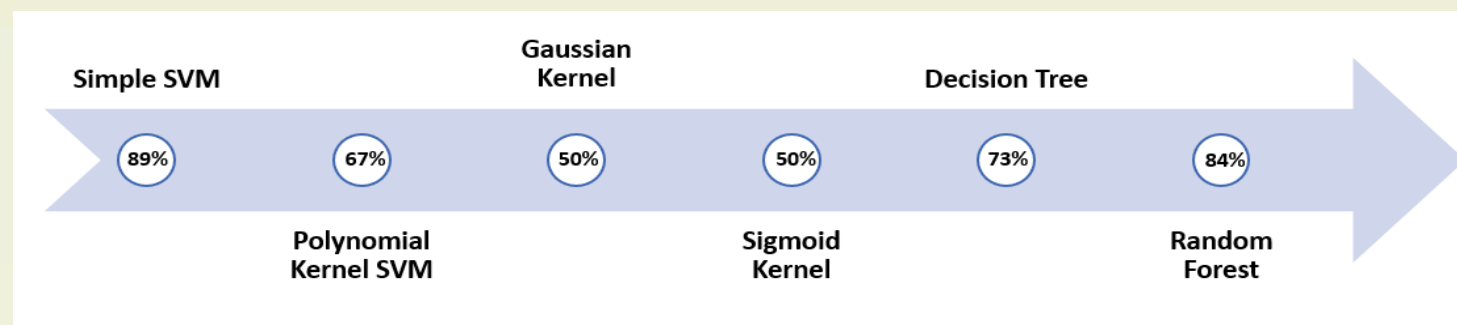 Simple SVM
89%
Polynomial
Kernel SVM
67%
Gaussian
Kernel
50%
Sigmoid
Kernel
50%
Decision Tree
73%
Random
Forest
84%